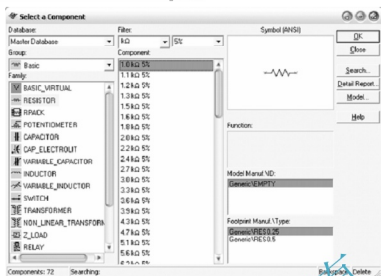 Select a Component
Database:
Master Database
Group:
Basic
Family:
BASIC_VIRTUAL
RESISTOR
RPACK
POTENTIOMETER
CAPACITOR
CAP_ELECTROLIT
VARIABLE_CAPACITOR
INDUCTOR
VARIABLE_INDUCTOR
SWITCH
TRANSFORMER
NON_LINEAR_TRANSFORM
Z_LOAD
RELAY
Filter:
kΩ
5%
Component:
1.0kΩ 5%
1.1kΩ 5%
1.2kΩ 5%
1.3kΩ 5%
1.5kΩ 5%
1.6kΩ 5%
1.8kΩ 5%
2.0kΩ 5%
2.2kΩ 5%
2.4kΩ 5%
2.7kΩ 5%
3.0kΩ 5%
3.3kΩ 5%
3.6kΩ 5%
3.9kΩ 5%
4.3kΩ 5%
4.7kΩ 5%
5.1kΩ 5%
5.6kΩ 5%
6.2kΩ 5%
Symbol (ANSI)
Function:
Model Manuf.\ID:
Generic\EMPTY
Footprint Manuf.\Type:
Generic\RES0.25
Generic\RES0.5
OK
Close
Search...
Detail Report...
Model...
Help
Components: 72
Searching:
Backspace, Delete